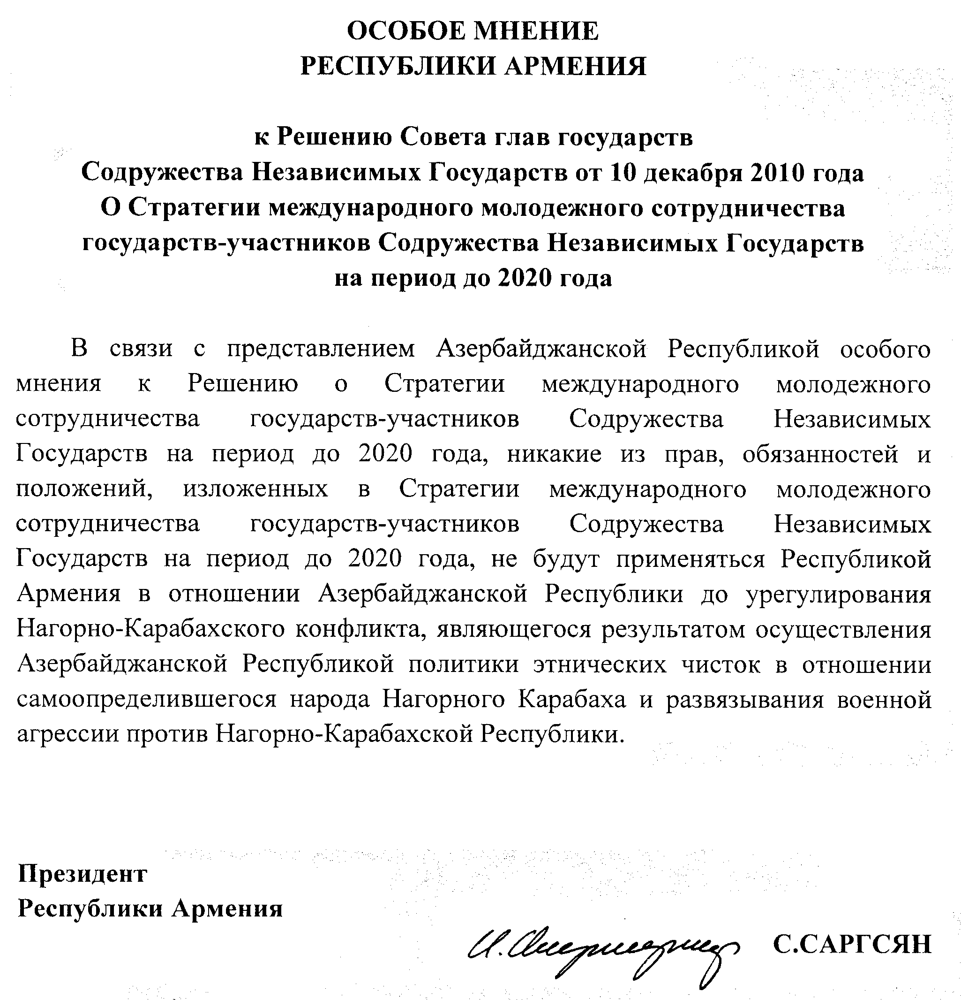 ОСОБОЕ МНЕНИЕ
РЕСПУБЛИКИ АРМЕНИЯ
к Решению Совета глав государств
Содружества Независимых Государств от 10 декабря 2010 года
О Стратегии международного молодежного сотрудничества
государств-участников Содружества Независимых Государств
на период до 2020 года
В связи с представлением Азербайджанской Республикой особого
мнения к Решению о Стратегии международного молодежного
сотрудничества государств-участников Содружества Независимых
Государств на период до 2020 года, никакие из прав, обязанностей и
положений, изложенных в Стратегии международного молодежного
сотрудничества государств-участников Содружества Независимых
Государств на период до 2020 года, не будут применяться Республикой
Армения в отношении Азербайджанской Республики до урегулирования
Нагорно-Карабахского конфликта, являющегося результатом осуществления
Азербайджанской Республикой политики этнических чисток в отношении
самоопределившегося народа Нагорного Карабаха и развязывания военной
агрессии против Нагорно-Карабахской Республики.
Президент
Республики Армения
С.САРГСЯН